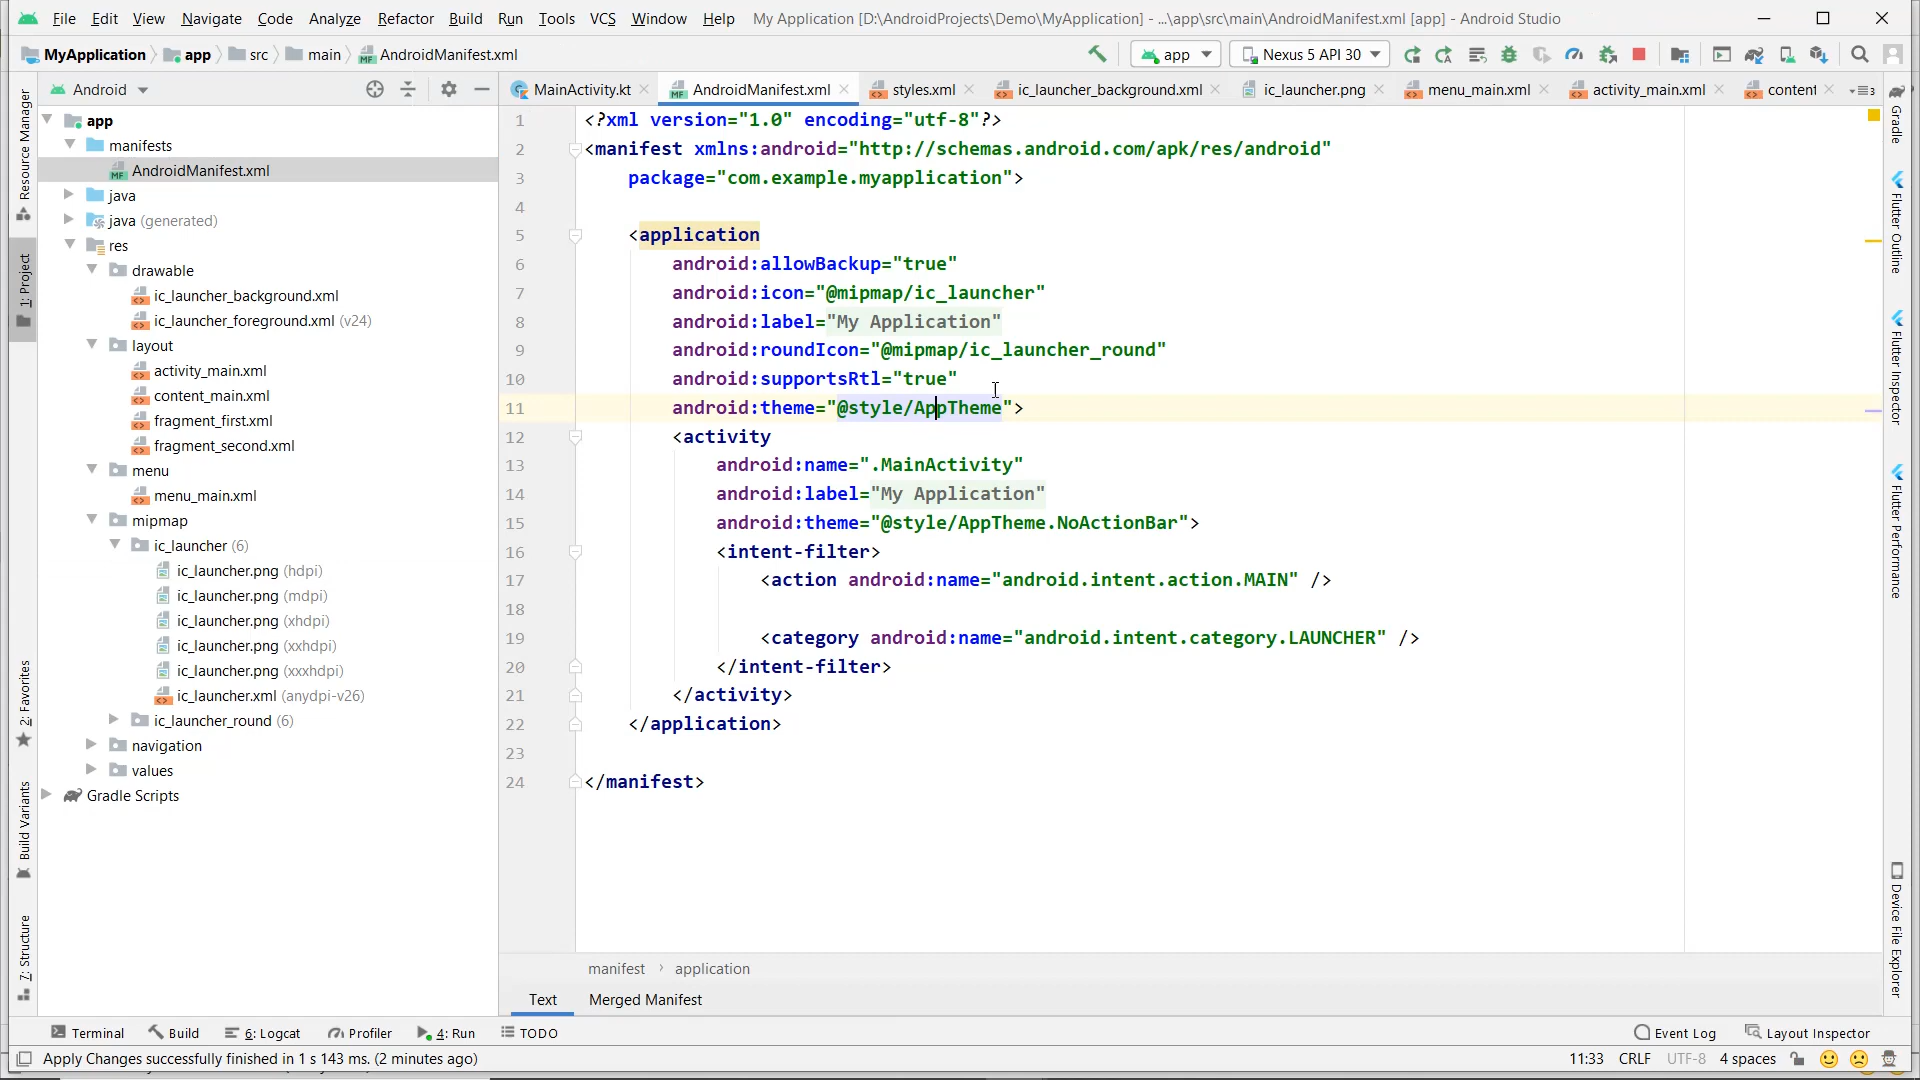 File Edit View Navigate Code Analyze Refactor Build Run Tools VCS Window Help My Application [D:\AndroidProjects\Demo\MyApplication] - ...\app\src\main\AndroidManifest.xml [app] - Android Studio
MyApplication app src main AndroidManifest.xml app Nexus 5 API 30
Android
MainActivity.kt AndroidManifest.xml styles.xml ic_launcher_background.xml ic_launcher.png menu_main.xml activity_main.xml content 3
Resource Manager
1: Project
2: Favorites
Build Variants
7: Structure
app
manifests
AndroidManifest.xml
java
java (generated)
res
drawable
ic_launcher_background.xml
ic_launcher_foreground.xml (v24)
layout
activity_main.xml
content_main.xml
fragment_first.xml
fragment_second.xml
menu
menu_main.xml
mipmap
ic_launcher (6)
ic_launcher.png (hdpi)
ic_launcher.png (mdpi)
ic_launcher.png (xhdpi)
ic_launcher.png (xxhdpi)
ic_launcher.png (xxxhdpi)
ic_launcher.xml (anydpi-v26)
ic_launcher_round (6)
navigation
values
Gradle Scripts
1 <?xml version="1.0" encoding="utf-8"?>
2 <manifest xmlns:android="http://schemas.android.com/apk/res/android"
3 package="com.example.myapplication">
4
5 <application
6 android:allowBackup="true"
7 android:icon="@mipmap/ic_launcher"
8 android:label="My Application"
9 android:roundIcon="@mipmap/ic_launcher_round"
10 android:supportsRtl="true"
11 android:theme="@style/AppTheme">
12 <activity
13 android:name=".MainActivity"
14 android:label="My Application"
15 android:theme="@style/AppTheme.NoActionBar">
16 <intent-filter>
17 <action android:name="android.intent.action.MAIN" />
18
19 <category android:name="android.intent.category.LAUNCHER" />
20 </intent-filter>
21 </activity>
22 </application>
23
24 </manifest>
Gradle
Flutter Outline
Flutter Inspector
Flutter Performance
Device File Explorer
manifest › application
Text Merged Manifest
Terminal Build 6: Logcat Profiler 4: Run TODO Event Log Layout Inspector
Apply Changes successfully finished in 1 s 143 ms. (2 minutes ago) 11:33 CRLF UTF-8 4 spaces